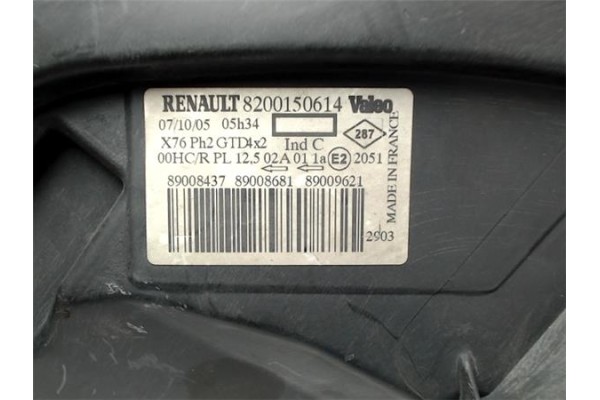 RENAULT 8200150614 Valeo
07/10/05 05h34
287
X76 Ph2 GTD4x2 Ind C
00HC/R PL 12,5 02A 01 1a E2 2051
89008437 89008681 89009621
2903
MADE IN FRANCE